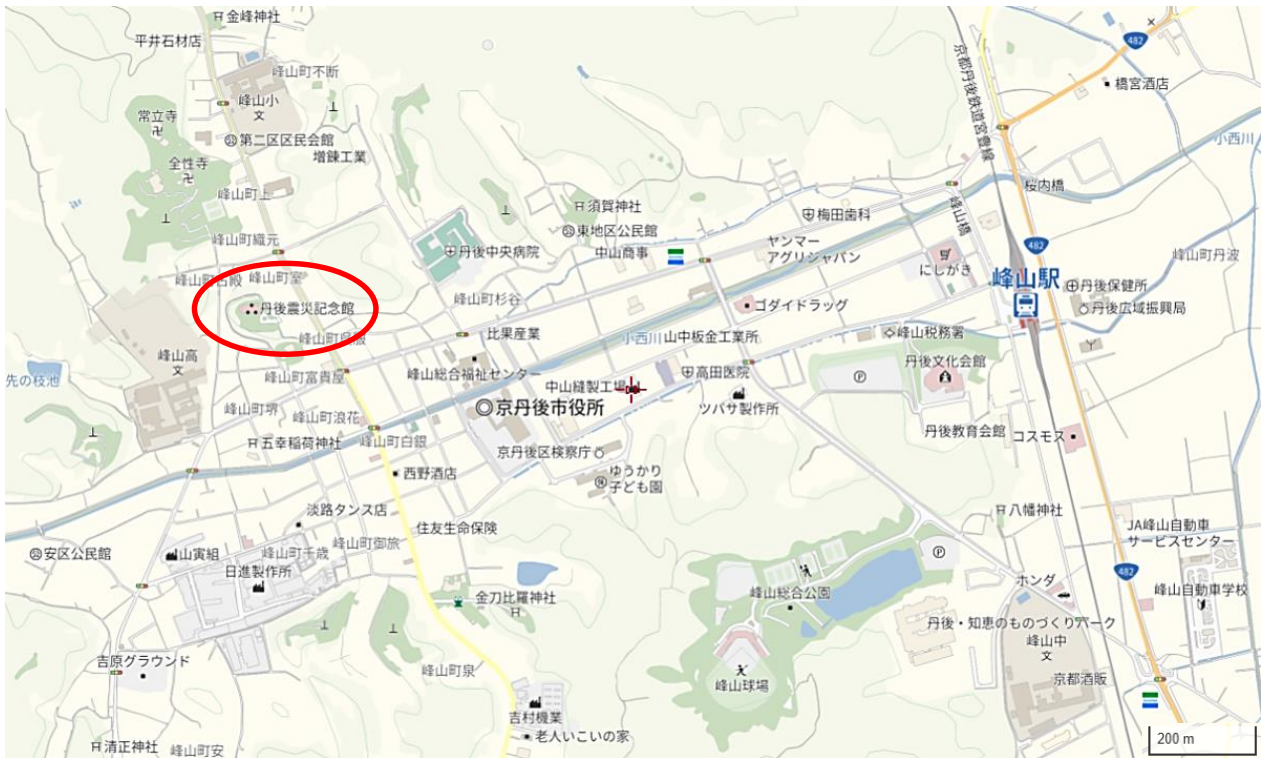 金峰神社
平井石材店
482
橋宮酒店
峰山町不断
峰山小
文
常立寺
第二区区民会館
増錬工業
全性寺
峰山町上
京都丹後鉄道宮豊線
小西川
桜内橋
峰山橋
須賀神社
梅田歯科
東地区公民館
峰山町織元
丹後中央病院
中山商事
ヤンマー
アグリジャパン
にしがき
482
峰山町丹波
峰山町古殿
峰山町室
峰山駅
丹後保健所
丹後広域振興局
丹後震災記念館
峰山町杉谷
ゴダイドラッグ
峰山町呉服
比果産業
小西川
山中板金工業所
峰山税務署
峰山高
文
先の枝池
峰山町富貴屋
峰山総合福祉センター
中山縫製工場
高田医院
丹後文化会館
P
ツバサ製作所
京丹後市役所
峰山町堺
峰山町浪花
五幸稲荷神社
峰山町白銀
京丹後区検察庁
丹後教育会館
コスモス
西野酒店
ゆうかり
子ども園
淡路タンス店
八幡神社
住友生命保険
JA峰山自動車
サービスセンター
安区公民館
山寅組
峰山町千歳
峰山町御旅
日進製作所
P
482
ホンダ
金刀比羅神社
峰山総合公園
峰山自動車学校
丹後・知恵のものづくりパーク
峰山中
文
吉原グラウンド
峰山町泉
峰山球場
京都酒販
吉村機業
老人いこいの家
清正神社
峰山町安
200 m